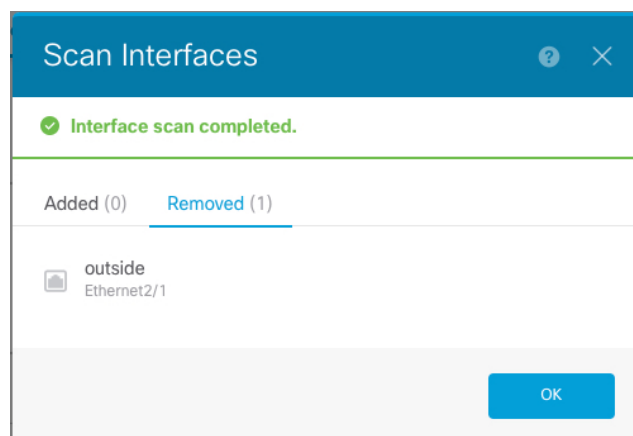 Scan Interfaces
Interface scan completed.
Added (0) Removed (1)
outside
Ethernet2/1
OK